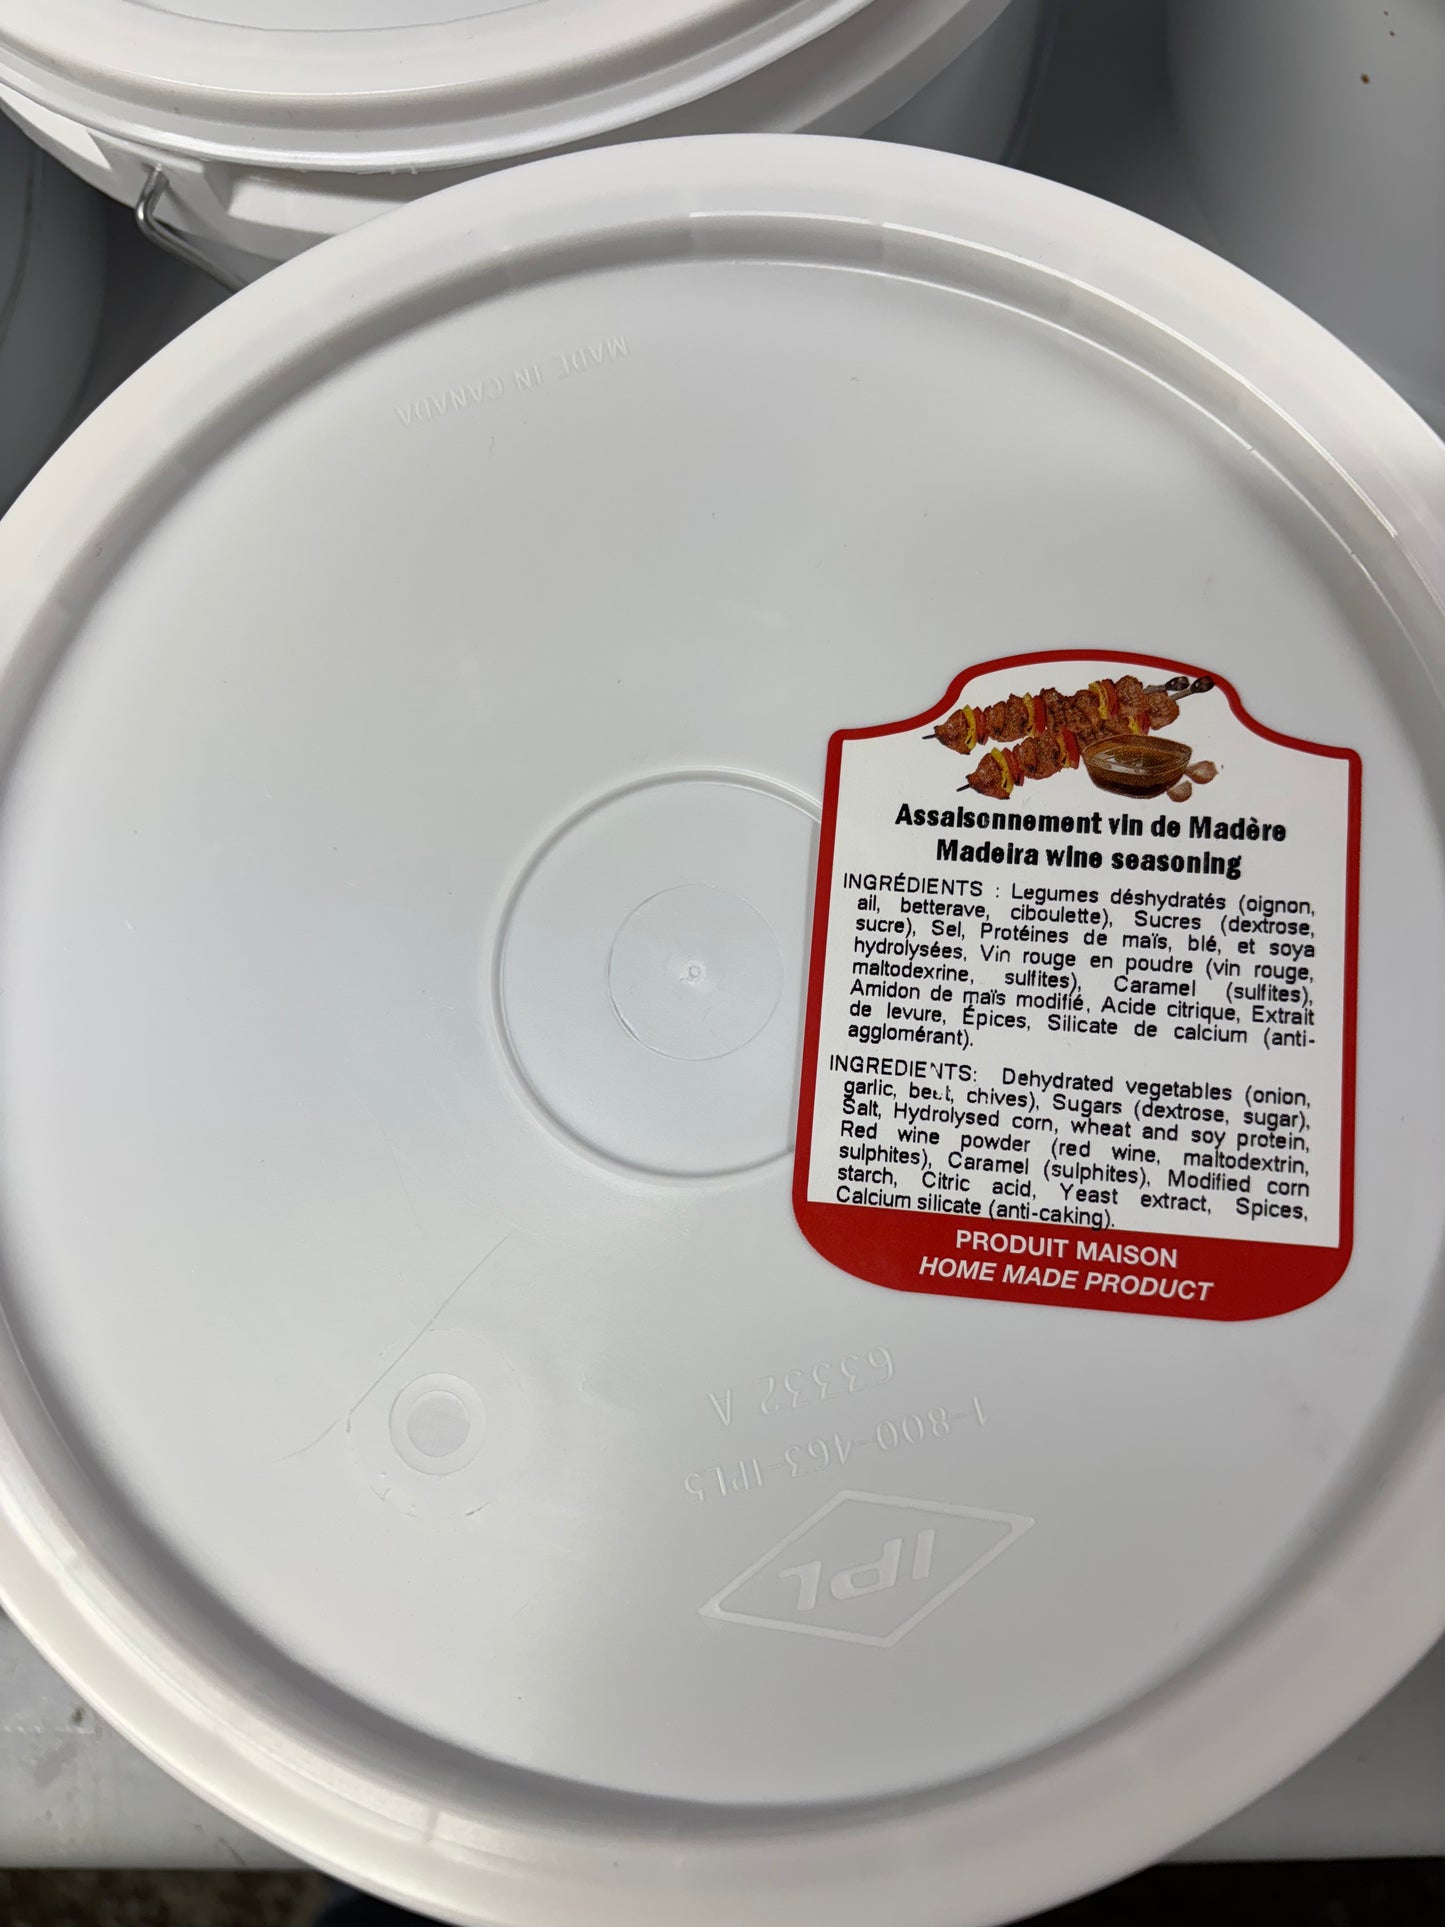 MADE IN CANADA
Assaisonnement vin de Madère
Madeira wine seasoning
INGRÉDIENTS : Legumes déshydratés (oignon,
ail, betterave, ciboulette), Sucres (dextrose,
sucre), Sel, Protéines de maïs, blé, et soya
hydrolysées, Vin rouge en poudre (vin rouge,
maltodexrine, sulfites), Caramel (sulfites),
Amidon de maïs modifié, Acide citrique, Extrait
de levure, Épices, Silicate de calcium (anti-
agglomérant).
INGREDIENTS: Dehydrated vegetables (onion,
garlic, beet, chives), Sugars (dextrose, sugar),
Salt, Hydrolysed corn, wheat and soy protein,
Red wine powder (red wine, maltodextrin,
sulphites), Caramel (sulphites), Modified corn
starch, Citric acid, Yeast extract, Spices,
Calcium silicate (anti-caking).
PRODUIT MAISON
HOME MADE PRODUCT
63332 A
1-800-463-IPL5
IPL